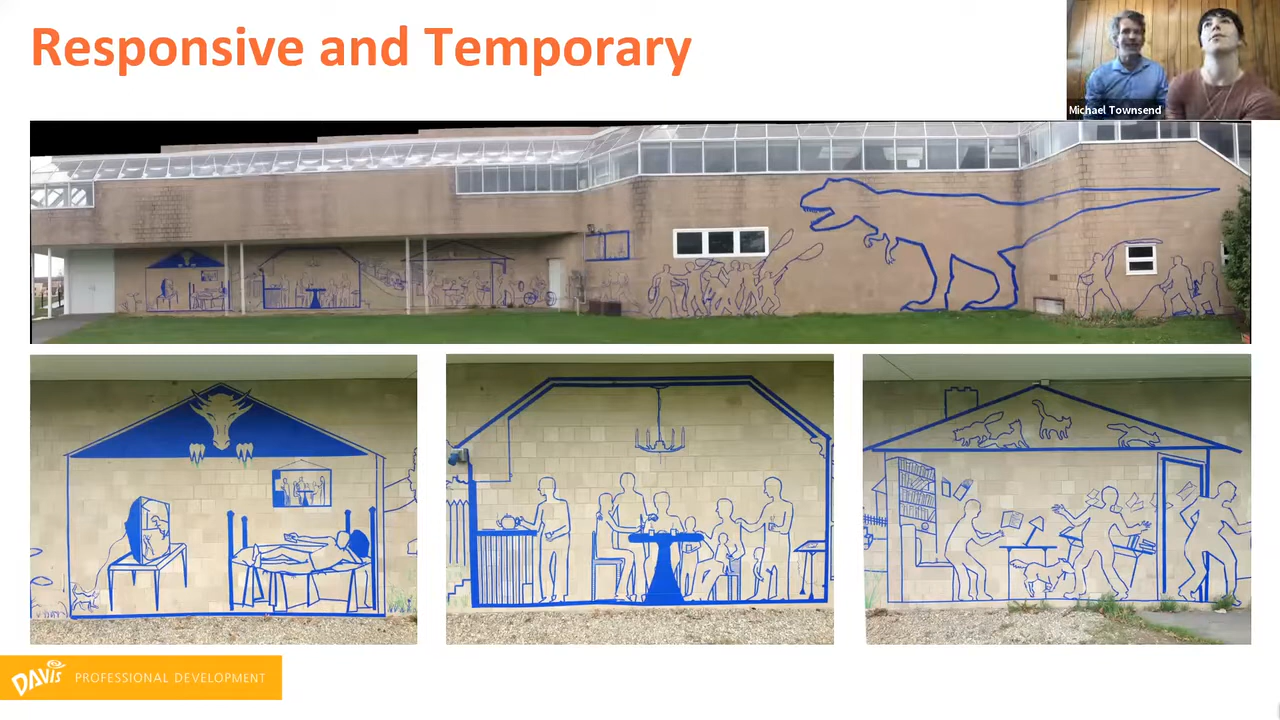 Responsive and Temporary
Michael Townsend
DAVIS PROFESSIONAL DEVELOPMENT